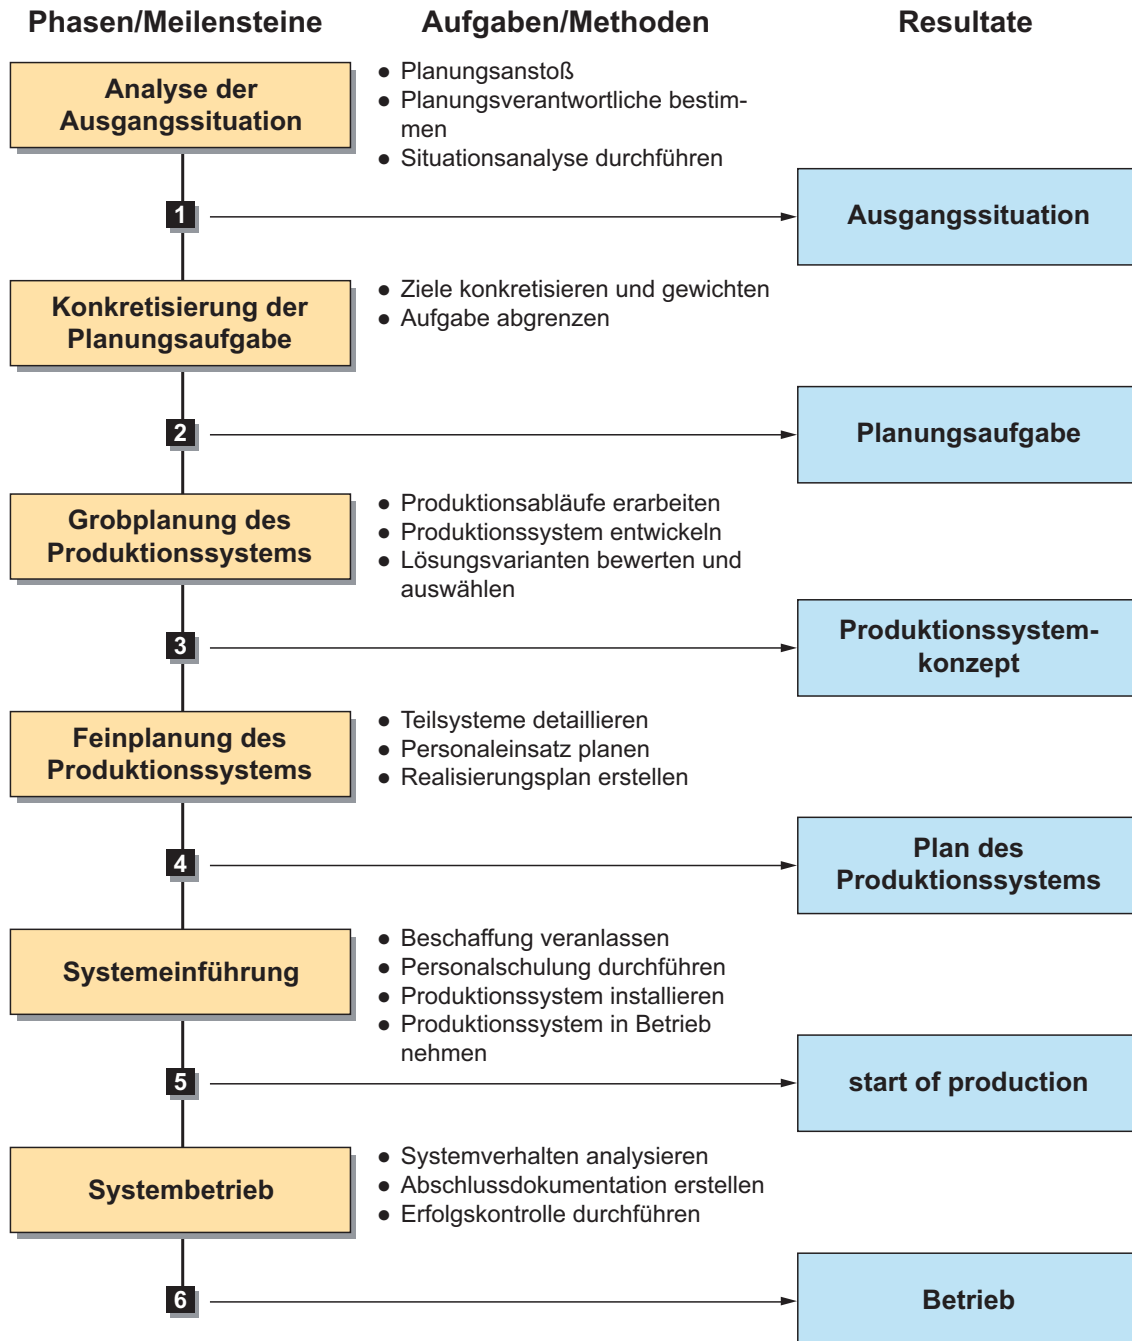 Phasen/Meilensteine
Aufgaben/Methoden
Resultate
Analyse der
Ausgangssituation
● Planungsanstoß
● Planungsverantwortliche bestim-
men
● Situationsanalyse durchführen
1
Ausgangssituation
Konkretisierung der
Planungsaufgabe
● Ziele konkretisieren und gewichten
● Aufgabe abgrenzen
2
Planungsaufgabe
Grobplanung des
Produktionssystems
● Produktionsabläufe erarbeiten
● Produktionssystem entwickeln
● Lösungsvarianten bewerten und
auswählen
3
Produktionssystem-
konzept
Feinplanung des
Produktionssystems
● Teilsysteme detaillieren
● Personaleinsatz planen
● Realisierungsplan erstellen
4
Plan des
Produktionssystems
Systemeinführung
● Beschaffung veranlassen
● Personalschulung durchführen
● Produktionssystem installieren
● Produktionssystem in Betrieb
nehmen
5
start of production
Systembetrieb
● Systemverhalten analysieren
● Abschlussdokumentation erstellen
● Erfolgskontrolle durchführen
6
Betrieb